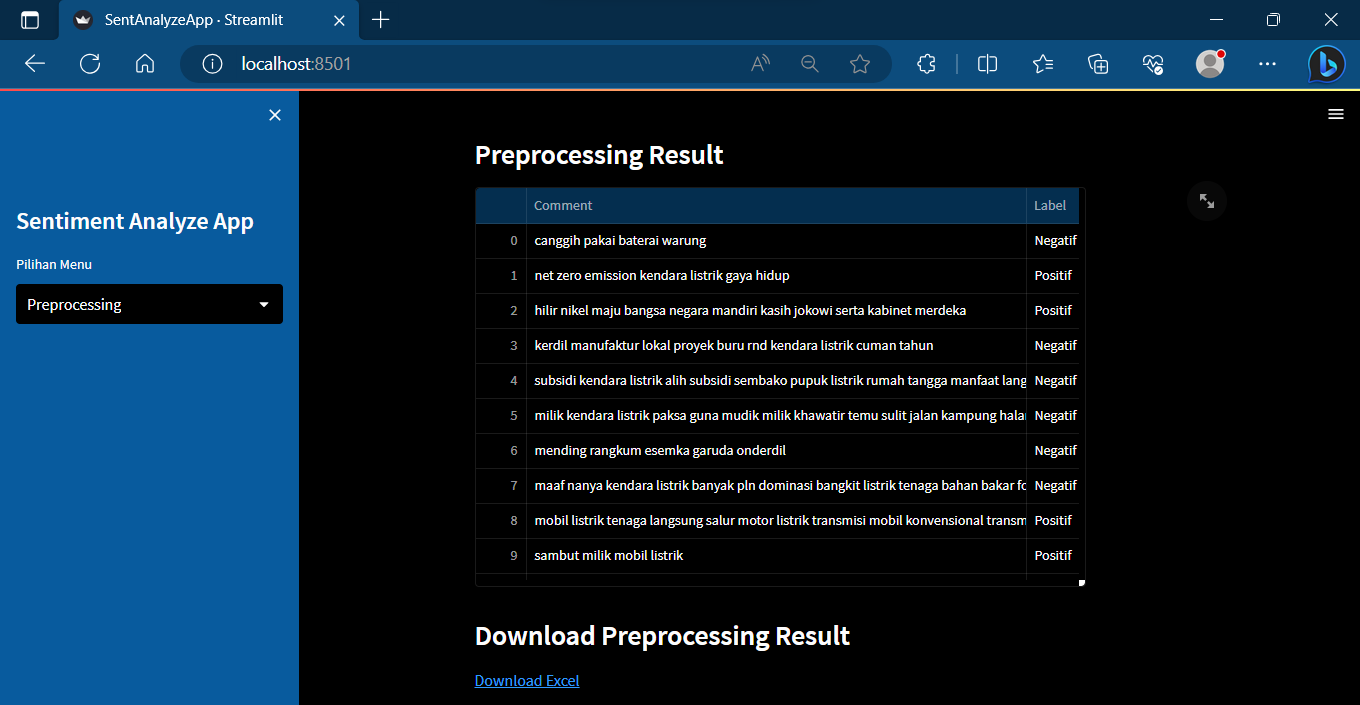 SentAnalyzeApp · Streamlit
localhost:8501
Sentiment Analyze App
Pilihan Menu
Preprocessing
Preprocessing Result
Comment Label
0 canggih pakai baterai warung Negatif
1 net zero emission kendara listrik gaya hidup Positif
2 hilir nikel maju bangsa negara mandiri kasih jokowi serta kabinet merdeka Positif
3 kerdil manufaktur lokal proyek buru rnd kendara listrik cuman tahun Negatif
4 subsidi kendara listrik alih subsidi sembako pupuk listrik rumah tangga manfaat lang Negatif
5 milik kendara listrik paksa guna mudik milik khawatir temu sulit jalan kampung hala Negatif
6 mending rangkum esemka garuda onderdil Negatif
7 maaf nanya kendara listrik banyak pln dominasi bangkit listrik tenaga bahan bakar fo Negatif
8 mobil listrik tenaga langsung salur motor listrik transmisi mobil konvensional transm Positif
9 sambut milik mobil listrik Positif
Download Preprocessing Result
Download Excel